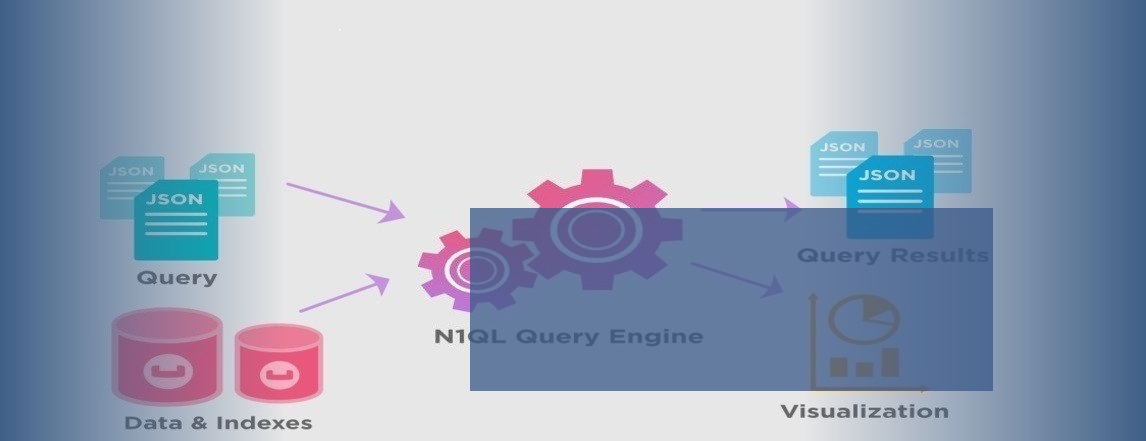 JSON
JSON
JSON
Query
JSON
JSON
JSON
Query Results
N1QL Query Engine
Data & Indexes
Visualization